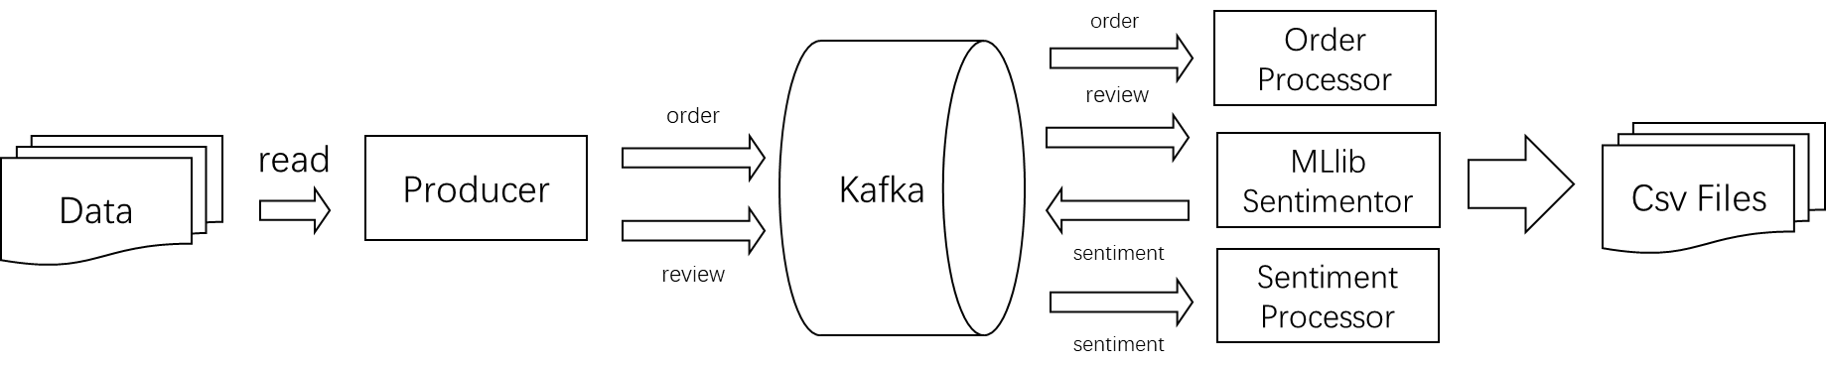 Data
read
Producer
order
review
Kafka
order
review
sentiment
sentiment
Order
Processor
MLlib
Sentimentor
Sentiment
Processor
Csv Files